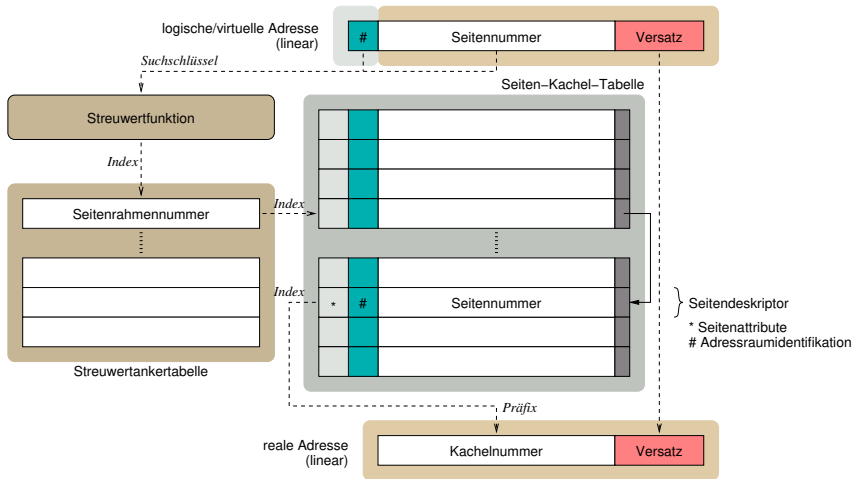 logische/virtuelle Adresse
(linear)
# Seitennummer Versatz
Suchschlüssel
Seiten−Kachel−Tabelle
Streuwertfunktion
Index
Seitenrahmennummer
Index
Index
* # Seitennummer
Seitendeskriptor
* Seitenattribute
# Adressraumidentifikation
Streuwertankertabelle
Präfix
reale Adresse
(linear)
Kachelnummer Versatz